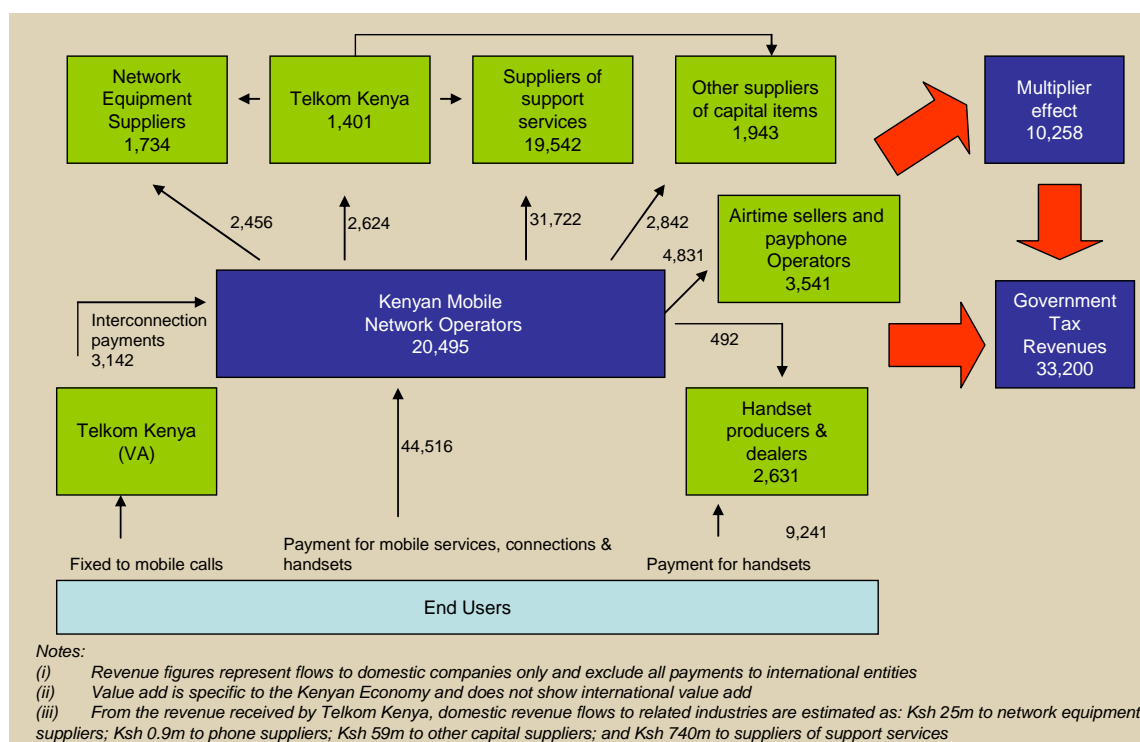 Network
Equipment
Suppliers
1,734
Telkom Kenya
1,401
Suppliers of
support
services
19,542
Other suppliers
of capital items
1,943
Multiplier
effect
10,258
2,456
2,624
31,722
2,842
4,831
Airtime sellers and
payphone
Operators
3,541
Kenyan Mobile
Network Operators
20,495
Interconnection
payments
3,142
492
Government
Tax
Revenues
33,200
Telkom Kenya
(VA)
44,516
Handset
producers &
dealers
2,631
9,241
Fixed to mobile calls
Payment for mobile services, connections &
handsets
Payment for handsets
End Users
Notes:
(i) Revenue figures represent flows to domestic companies only and exclude all payments to international entities
(ii) Value add is specific to the Kenyan Economy and does not show international value add
(iii) From the revenue received by Telkom Kenya, domestic revenue flows to related industries are estimated as: Ksh 25m to network equipment
suppliers; Ksh 0.9m to phone suppliers; Ksh 59m to other capital suppliers; and Ksh 740m to suppliers of support services